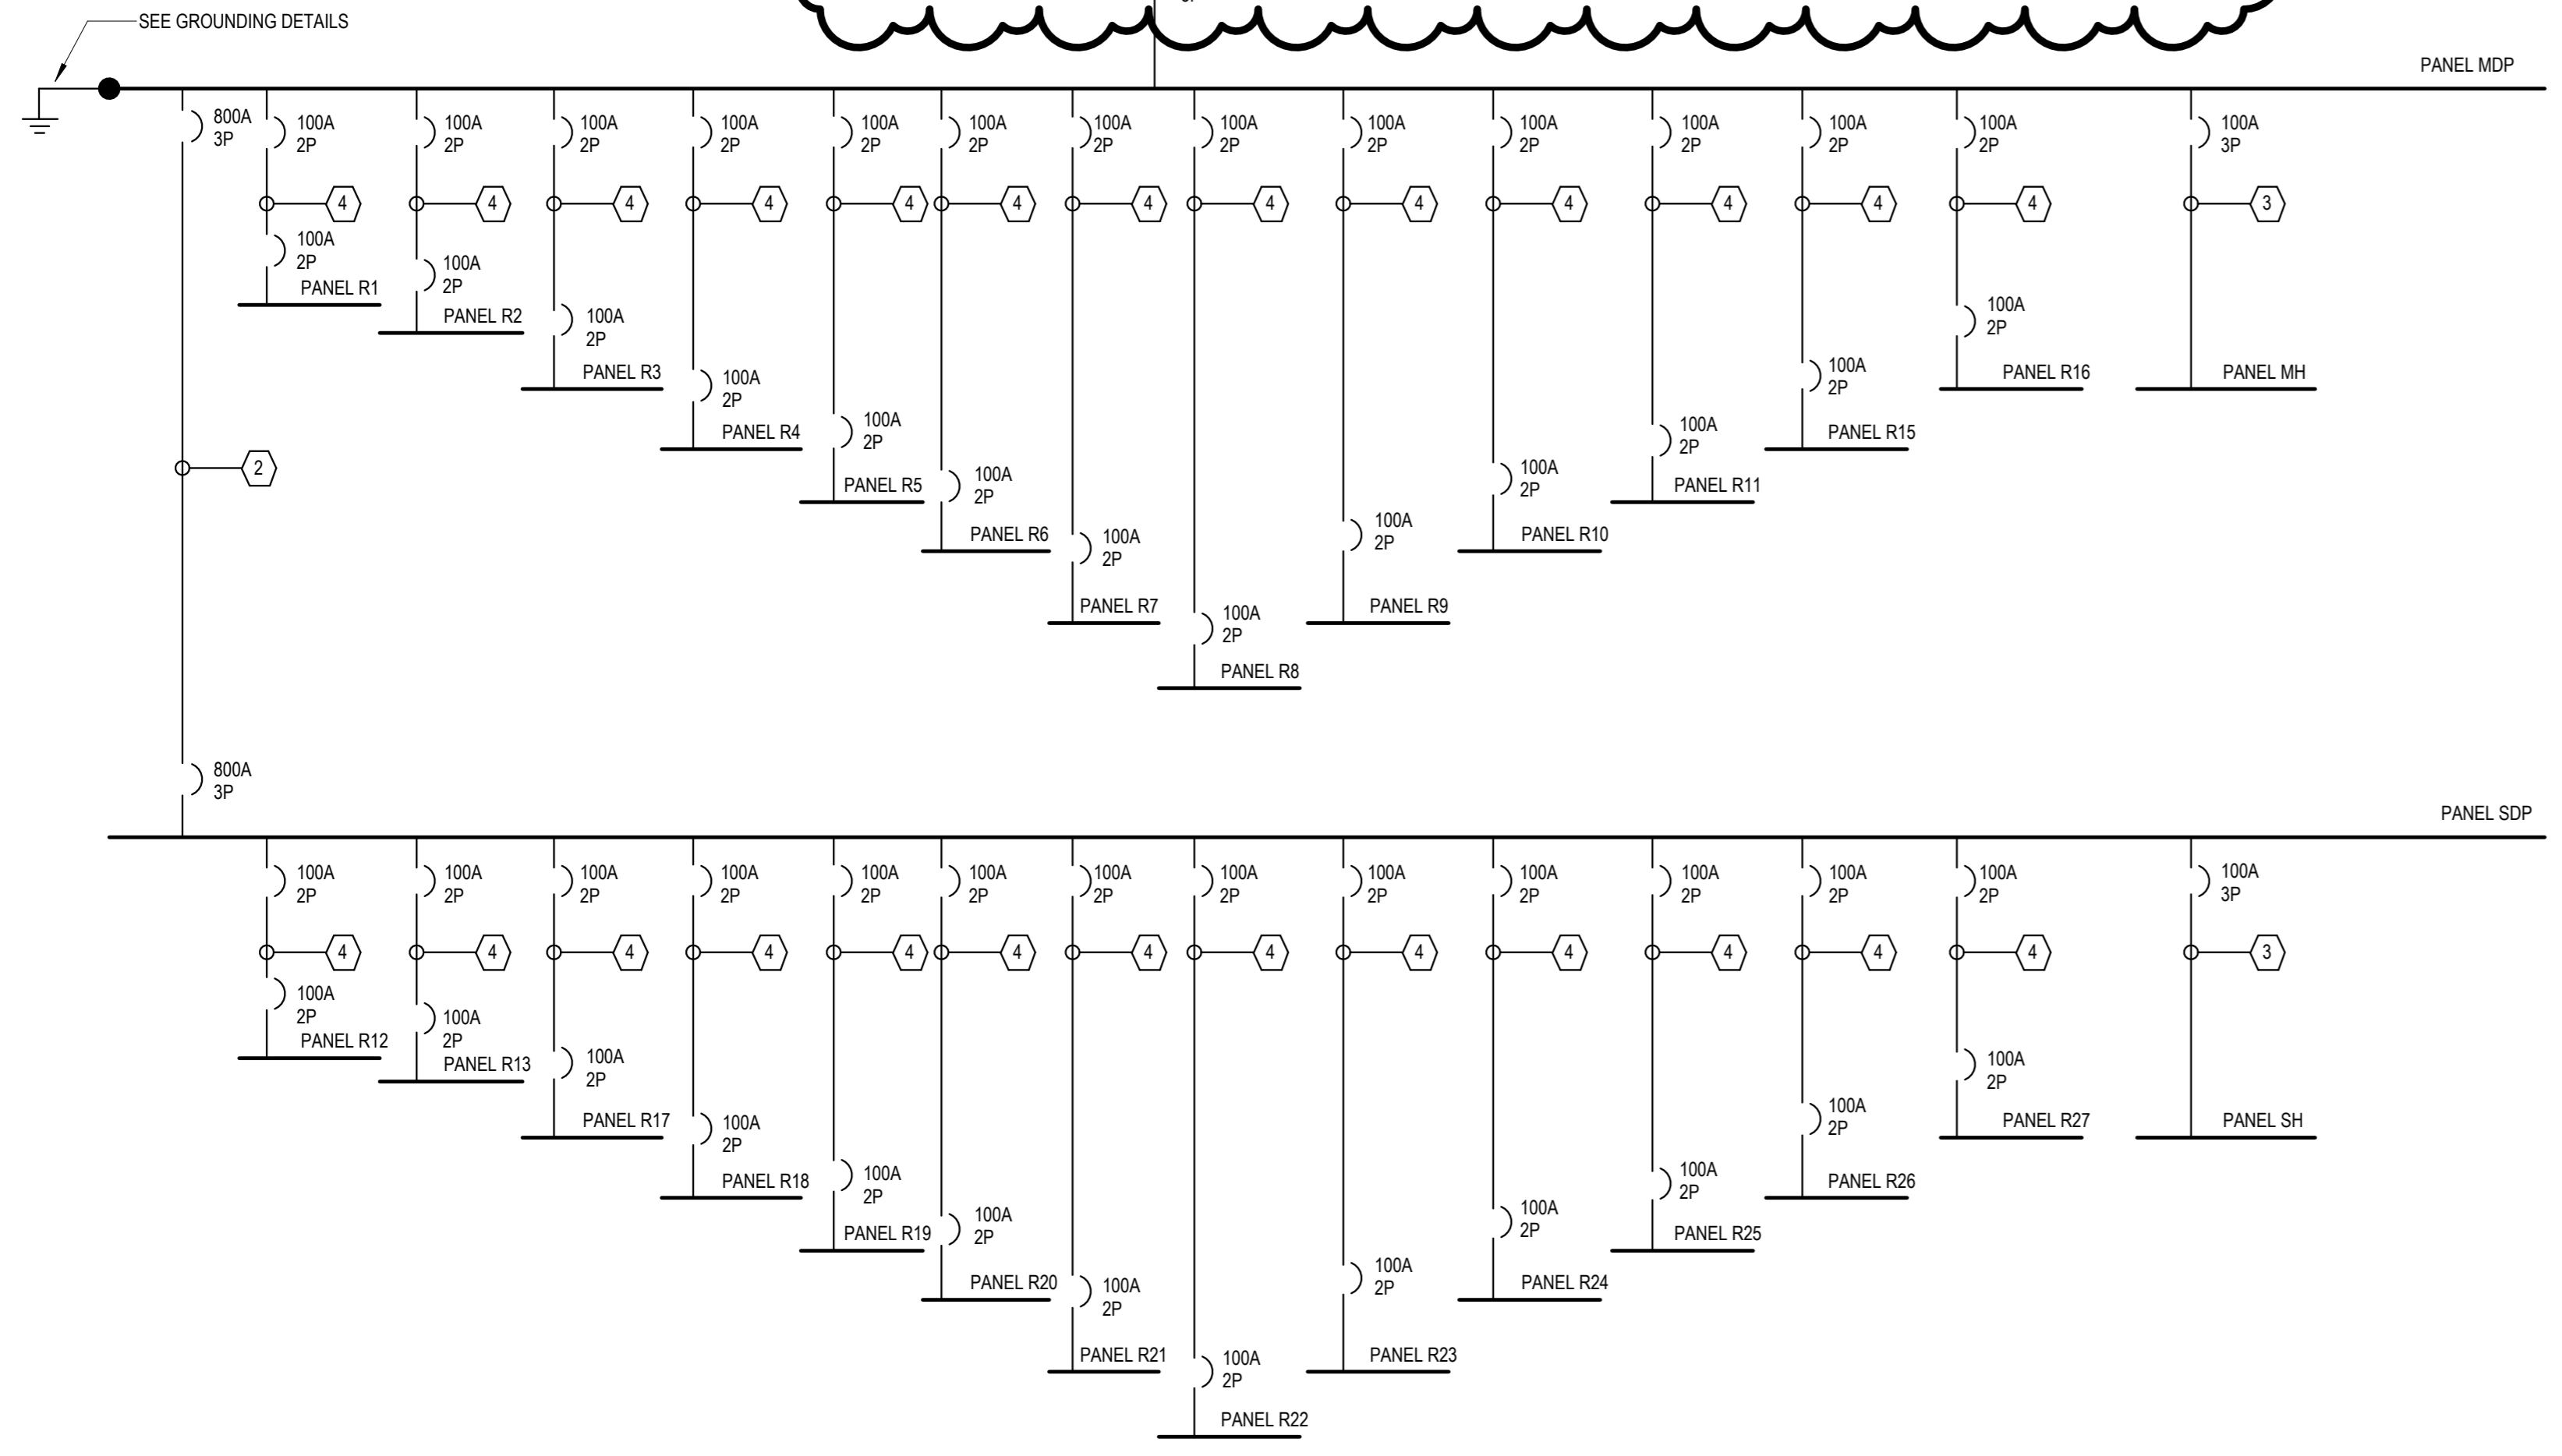 SEE GROUNDING DETAILS
PANEL MDP
800A
3P
100A 100A 100A 100A 100A 100A 100A 100A 100A 100A 100A 100A 100A 100A
2P 2P 2P 2P 2P 2P 2P 2P 2P 2P 2P 2P 2P 3P
4 4 4 4 4 4 4 4 4 4 4 4 4 3
100A
2P
PANEL R1
100A
2P
PANEL R2
100A
2P
PANEL R3
100A
2P
PANEL R4
100A
2P
PANEL R5
100A
2P
PANEL R6
100A
2P
PANEL R7
100A
2P
PANEL R8
100A
2P
PANEL R9
100A
2P
PANEL R10
100A
2P
PANEL R11
100A
2P
PANEL R15
100A
2P
PANEL R16
PANEL MH
2
800A
3P
PANEL SDP
100A 100A 100A 100A 100A 100A 100A 100A 100A 100A 100A 100A 100A 100A
2P 2P 2P 2P 2P 2P 2P 2P 2P 2P 2P 2P 2P 3P
4 4 4 4 4 4 4 4 4 4 4 4 4 3
100A
2P
PANEL R12
100A
2P
PANEL R13
100A
2P
PANEL R17
100A
2P
PANEL R18
100A
2P
PANEL R19
100A
2P
PANEL R20
100A
2P
PANEL R21
100A
2P
PANEL R22
100A
2P
PANEL R23
100A
2P
PANEL R24
100A
2P
PANEL R25
100A
2P
PANEL R26
100A
2P
PANEL R27
PANEL SH